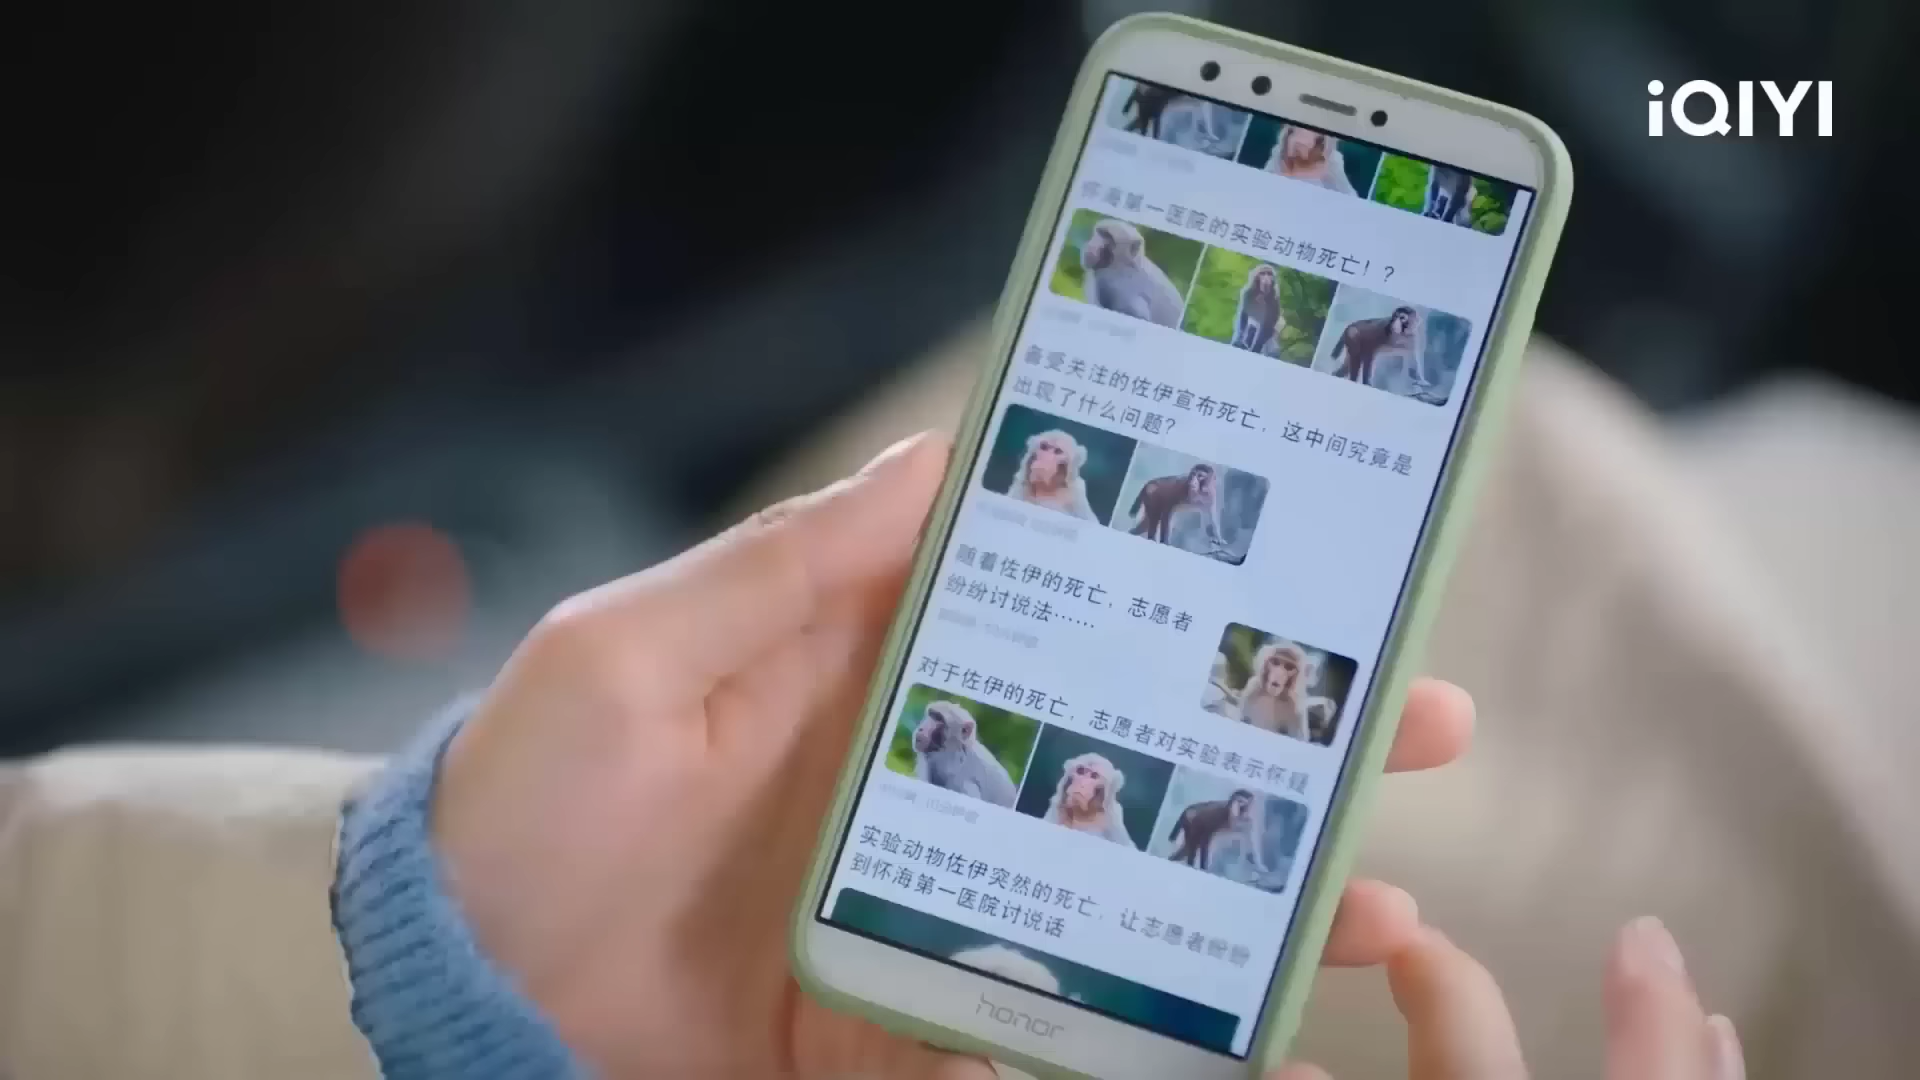 iQIYI
怀海第一医院的实验动物死亡！？
备受关注的佐伊宣布死亡，这中间究竟是
出现了什么问题？
随着佐伊的死亡，志愿者
纷纷讨说法……
对于佐伊的死亡，志愿者对实验表示怀疑
实验动物佐伊突然的死亡，让志愿者纷纷
到怀海第一医院讨说话
honor